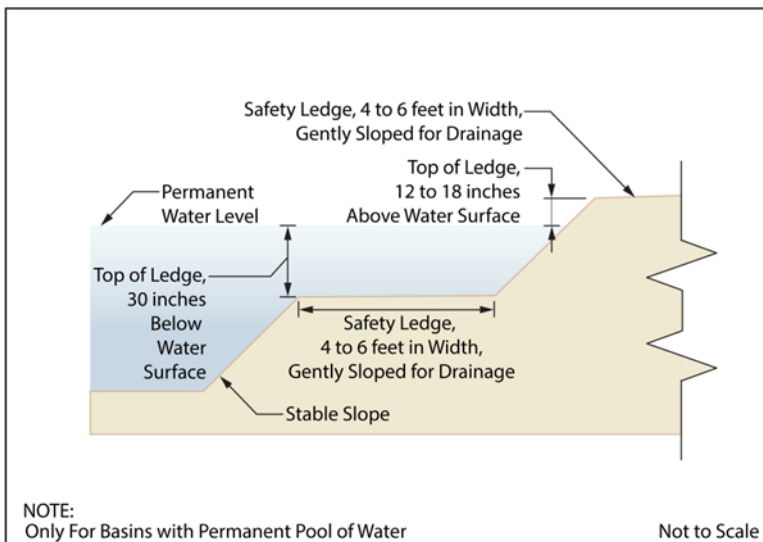 Safety Ledge, 4 to 6 feet in Width,
Gently Sloped for Drainage
Top of Ledge,
12 to 18 inches
Above Water Surface
Permanent
Water Level
Top of Ledge,
30 inches
Below
Water
Surface
Safety Ledge,
4 to 6 feet in Width,
Gently Sloped for Drainage
Stable Slope
NOTE:
Only For Basins with Permanent Pool of Water
Not to Scale